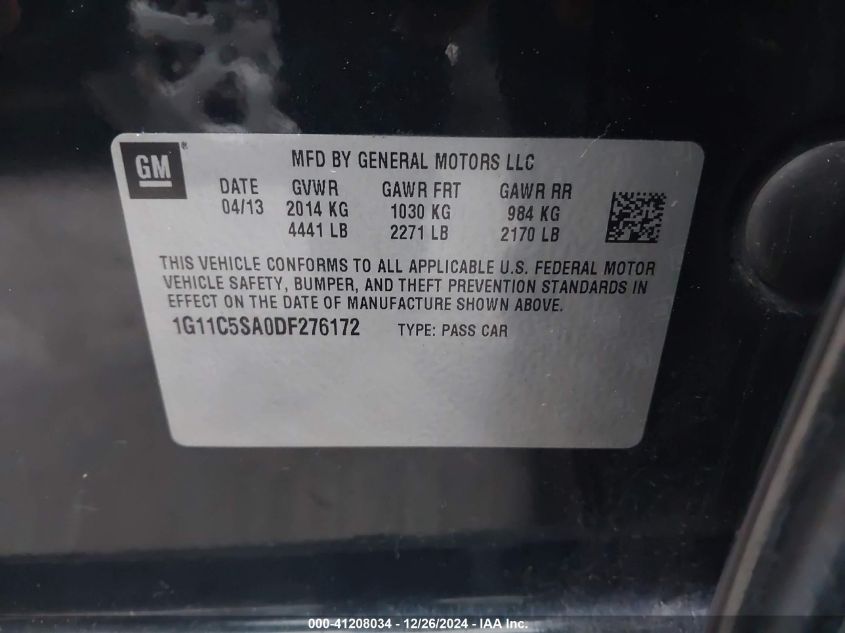 GM ® MFD BY GENERAL MOTORS LLC
DATE GVWR GAWR FRT GAWR RR
04/13 2014 KG 1030 KG 984 KG
4441 LB 2271 LB 2170 LB
THIS VEHICLE CONFORMS TO ALL APPLICABLE U.S. FEDERAL MOTOR
VEHICLE SAFETY, BUMPER, AND THEFT PREVENTION STANDARDS IN
EFFECT ON THE DATE OF MANUFACTURE SHOWN ABOVE.
1G11C5SA0DF276172 TYPE: PASS CAR
000-41208034 - 12/26/2024 - IAA Inc.